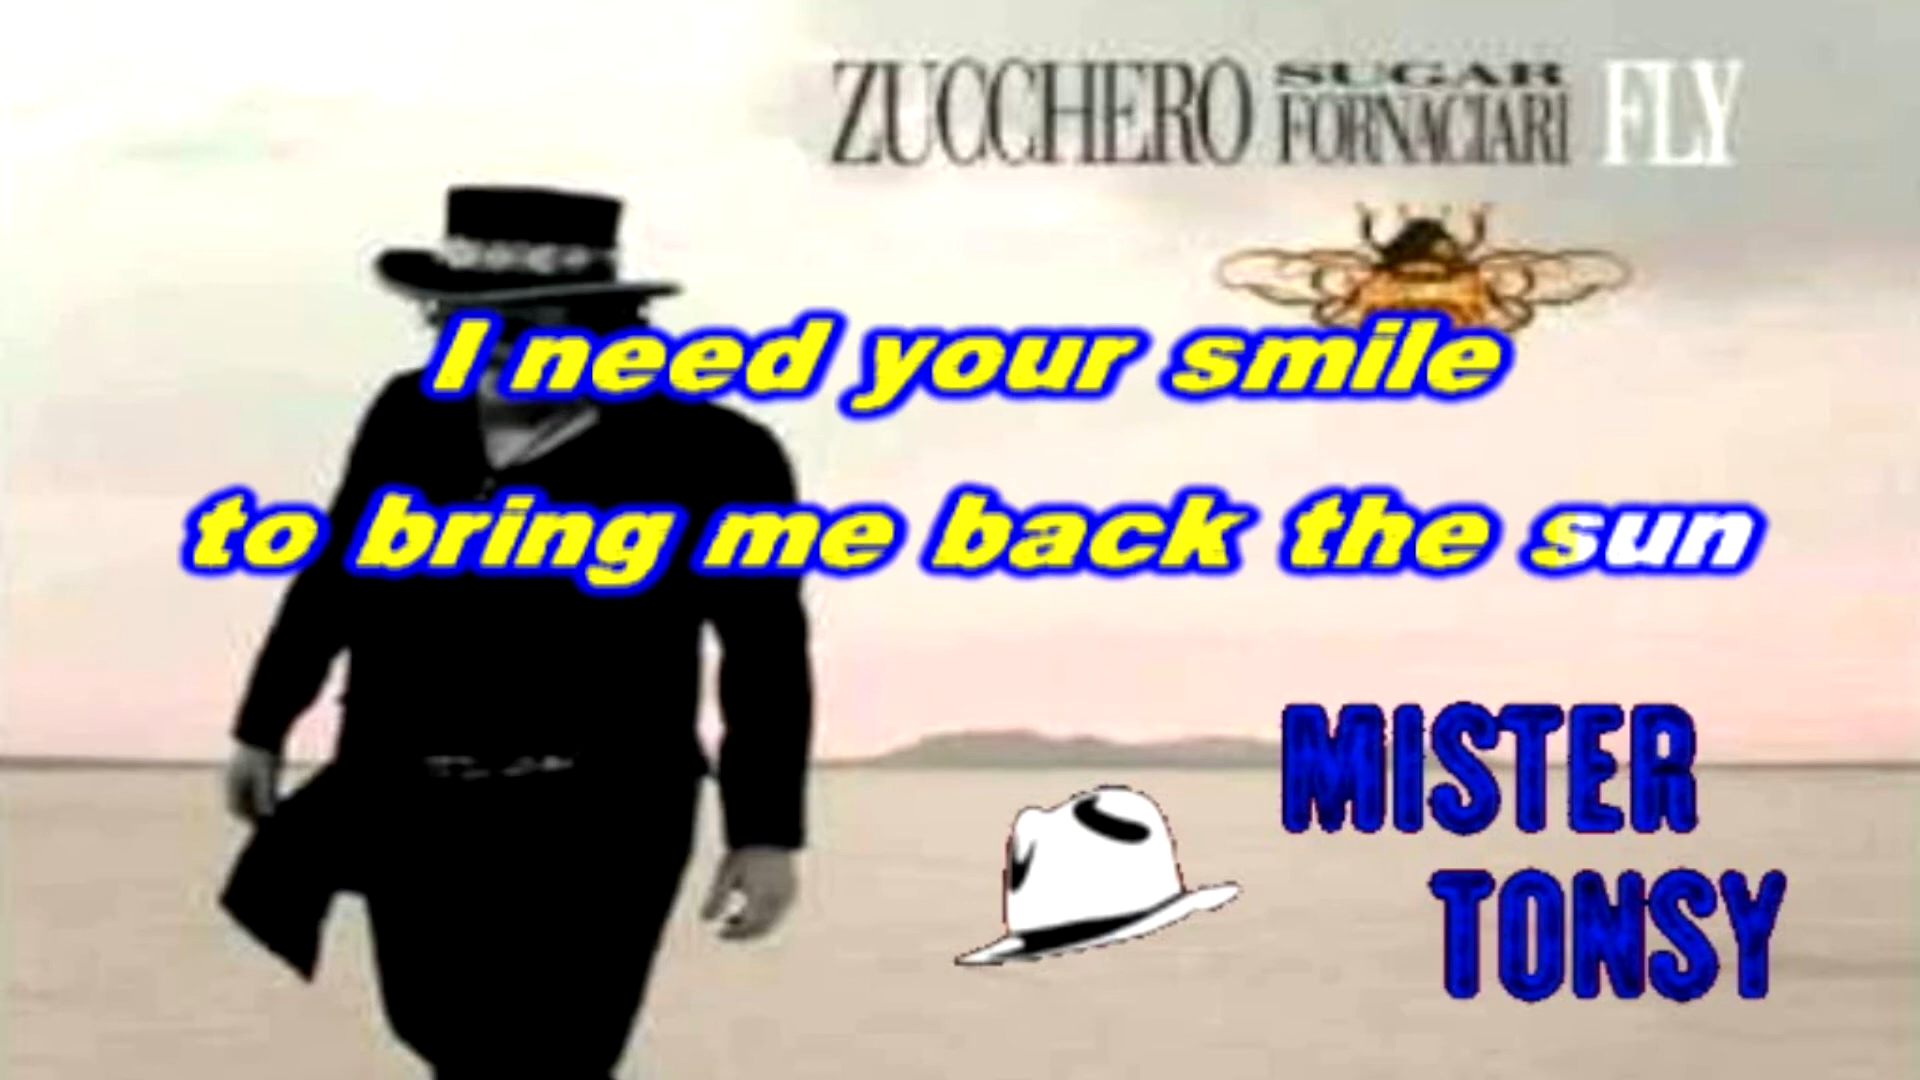 ZUCCHERO SUGAR FORNACIARI FLY
I need your smile
to bring me back the sun
MISTER
TONSY